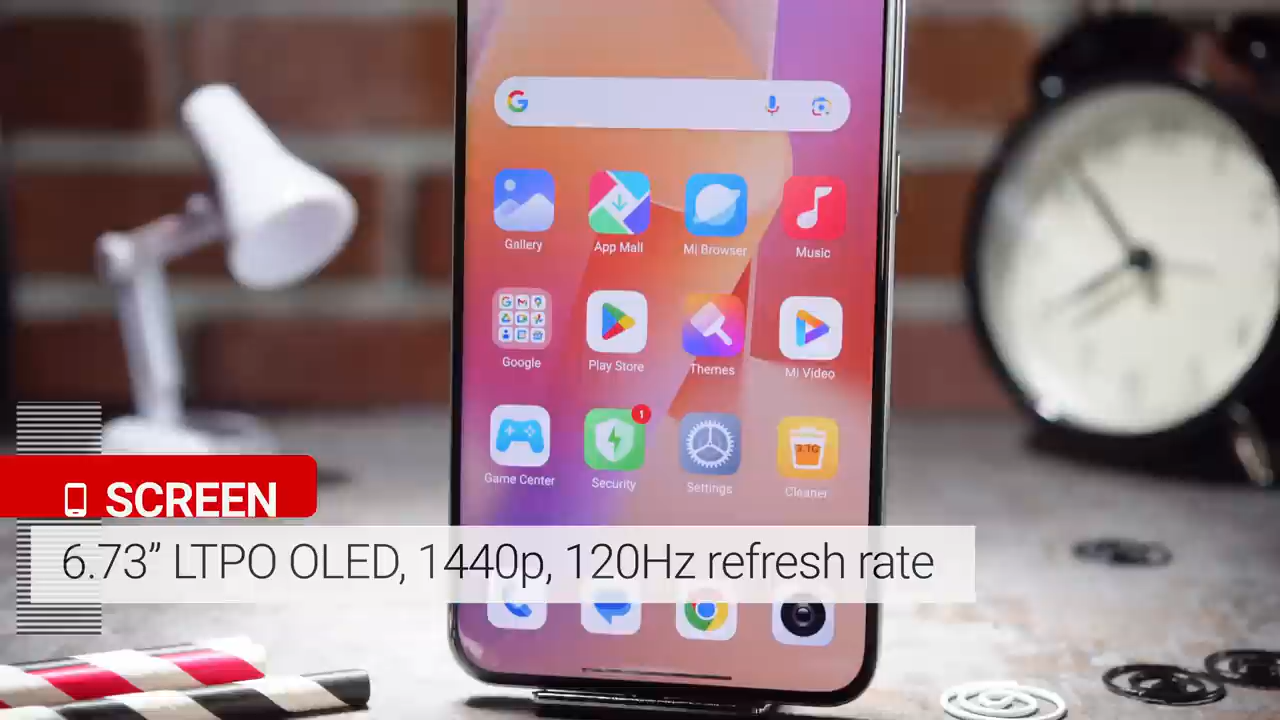 Gallery
App Mall
Mi Browser
Music
Google
Play Store
Themes
Mi Video
1
Game Center
Security
Settings
Cleaner
SCREEN
6.73” LTPO OLED, 1440p, 120Hz refresh rate